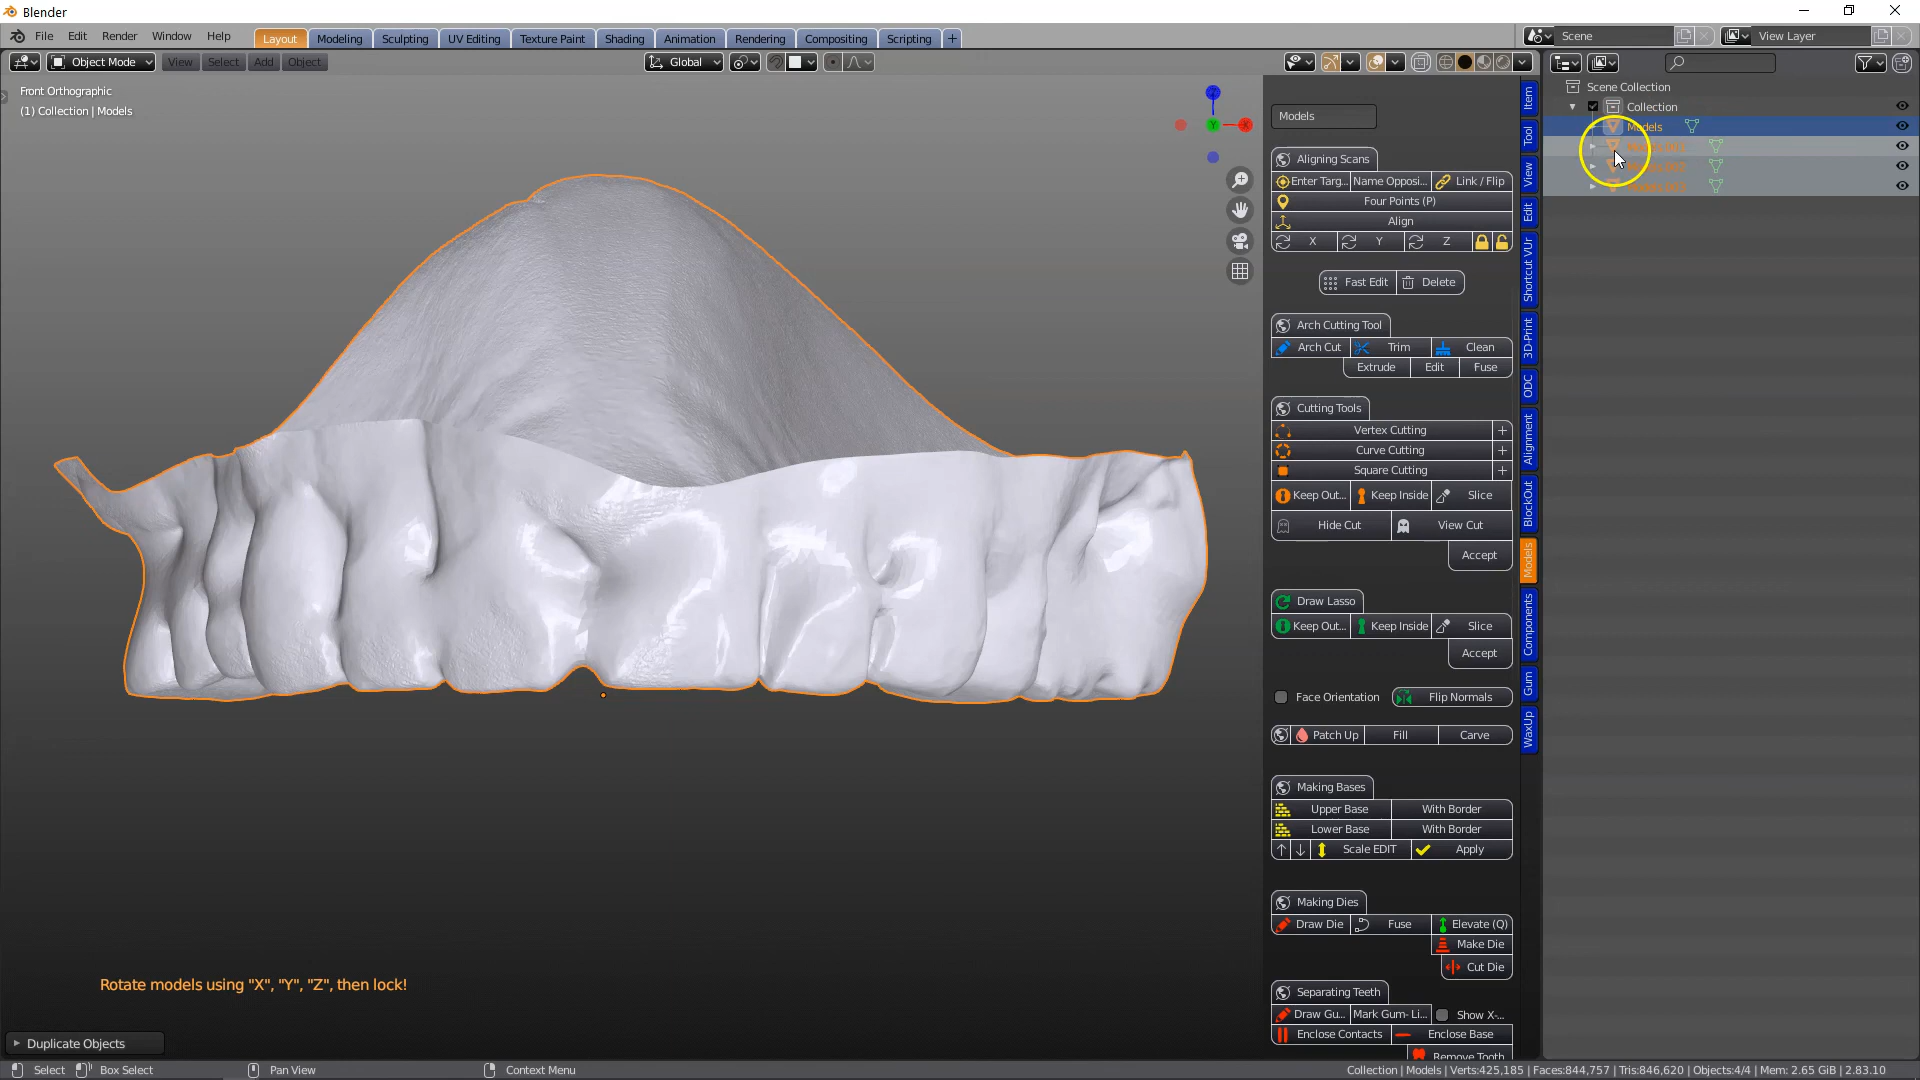 Blender
File Edit Render Window Help
Layout Modeling Sculpting UV Editing Texture Paint Shading Animation Rendering Compositing Scripting +
Scene
View Layer
Object Mode View Select Add Object
Global
Front Orthographic
(1) Collection | Models
Z
Y
X
Models
Aligning Scans
Enter Targ... Name Opposi... Link / Flip
Four Points (P)
Align
X Y Z
Fast Edit Delete
Arch Cutting Tool
Arch Cut Trim Clean
Extrude Edit Fuse
Cutting Tools
Vertex Cutting +
Curve Cutting +
Square Cutting +
Keep Out... Keep Inside Slice
Hide Cut View Cut
Accept
Draw Lasso
Keep Out... Keep Inside Slice
Accept
Face Orientation Flip Normals
Patch Up Fill Carve
Making Bases
Upper Base With Border
Lower Base With Border
Scale EDIT Apply
Making Dies
Draw Die Fuse Elevate (Q)
Make Die
Cut Die
Separating Teeth
Draw Gu... Mark Gum- Li... Show X-...
Enclose Contacts Enclose Base
Remove Tooth
Item
Tool
View
Edit
Shortcut VUr
3D-Print
ODC
Alignment
BlockOut
Models
Components
Gum
WaxUp
Scene Collection
Collection
Models
Rotate models using "X", "Y", "Z", then lock!
Duplicate Objects
Select Box Select Pan View Context Menu
Collection | Models | Verts:425,185 | Faces:844,757 | Tris:846,620 | Objects:4/4 | Mem: 2.65 GiB | 2.83.10